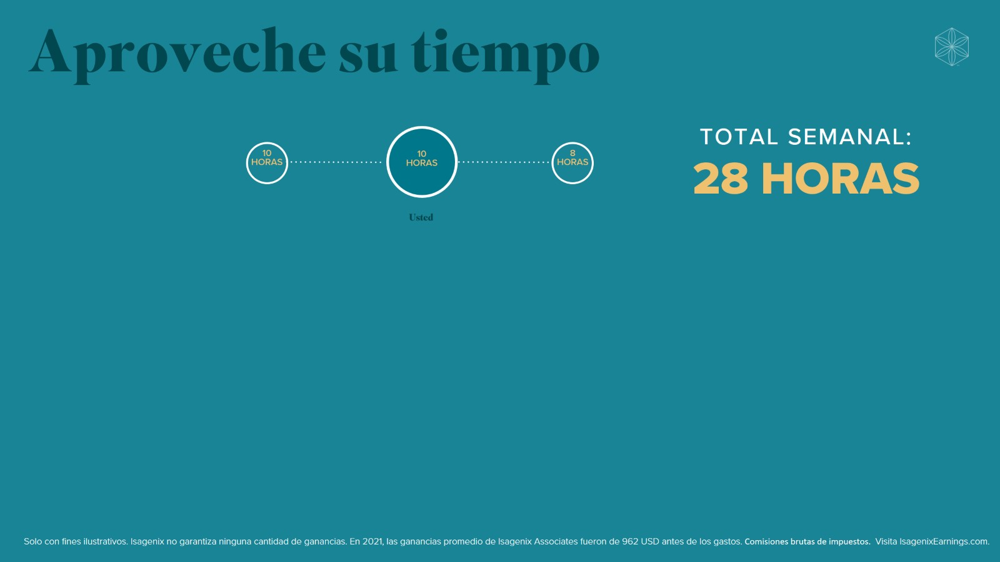 Aproveche su tiempo
10
HORAS
10
HORAS
8
HORAS
Usted
TOTAL SEMANAL:
28 HORAS
Solo con fines ilustrativos. Isagenix no garantiza ninguna cantidad de ganancias. En 2021, las ganancias promedio de Isagenix Associates fueron de 962 USD antes de los gastos. Comisiones brutas de impuestos. Visita IsagenixEarnings.com.